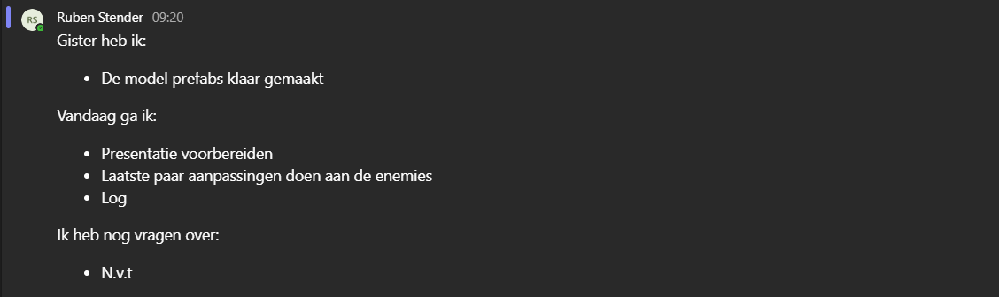 RS
Ruben Stender 09:20
Gister heb ik:
• De model prefabs klaar gemaakt
Vandaag ga ik:
• Presentatie voorbereiden
• Laatste paar aanpassingen doen aan de enemies
• Log
Ik heb nog vragen over:
• N.v.t